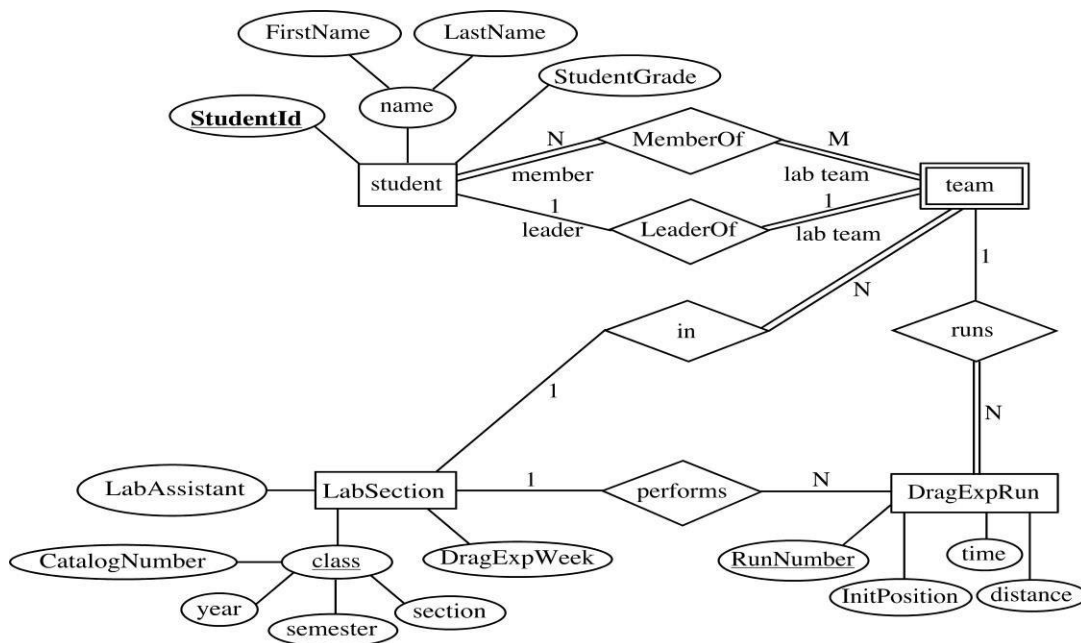 FirstName
LastName
StudentGrade
name
StudentId
N
MemberOf
M
student
member
lab team
team
1
LeaderOf
1
leader
lab team
N
1
in
runs
1
N
LabAssistant
LabSection
1
performs
N
DragExpRun
CatalogNumber
class
DragExpWeek
RunNumber
time
year
section
InitPosition
distance
semester